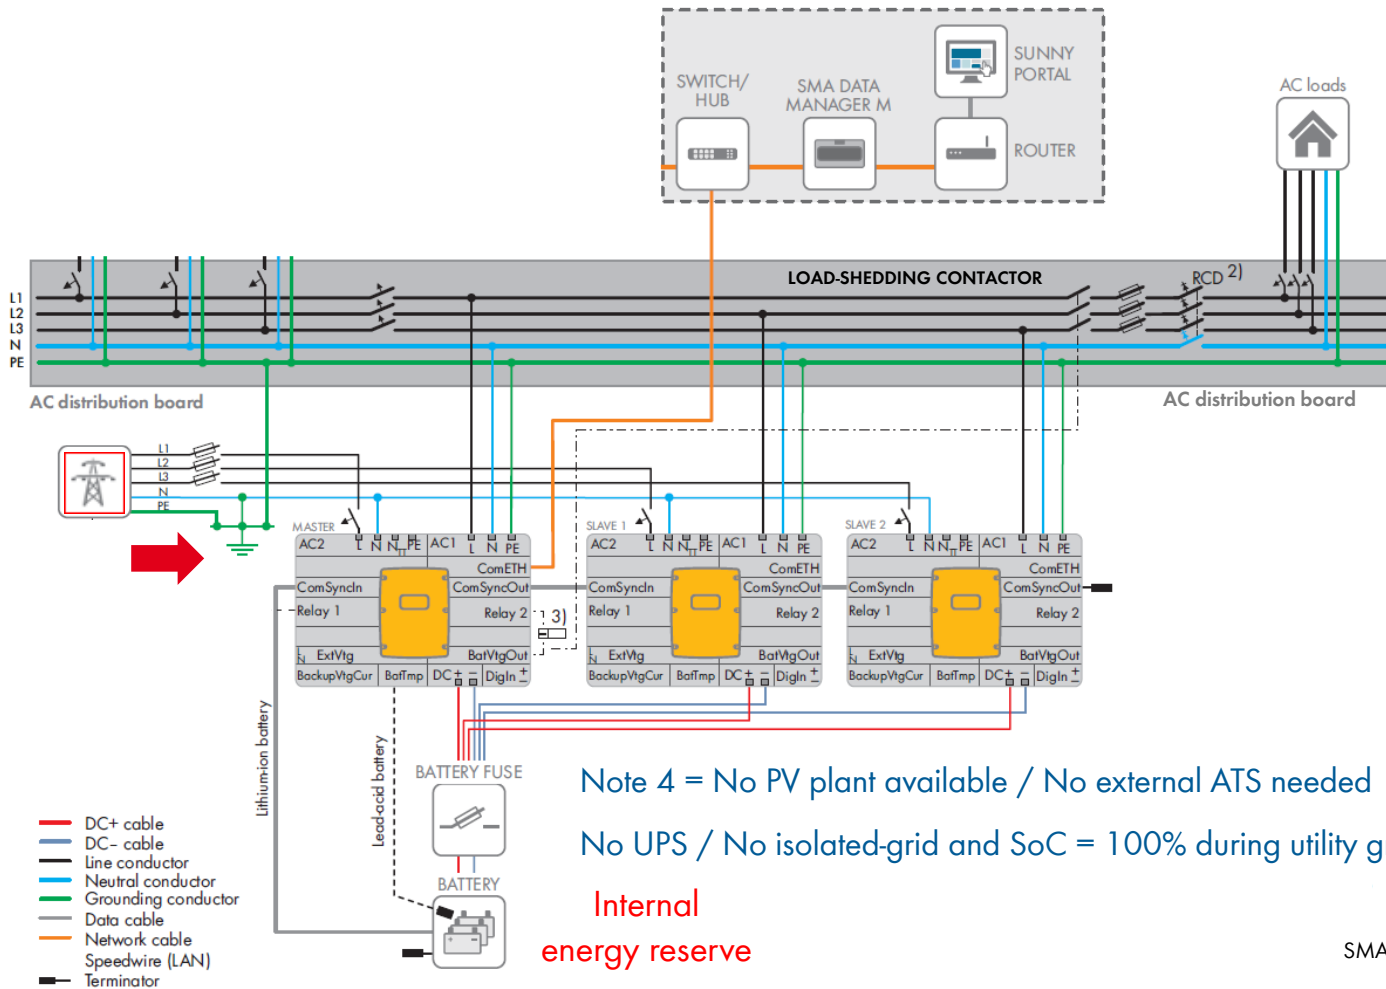 SUNNY
PORTAL
SWITCH/
HUB
SMA DATA
MANAGER M
ROUTER
AC loads
LOAD-SHEDDING CONTACTOR
RCD 2)
L1
L2
L3
N
PE
AC distribution board
AC distribution board
L1
L2
L3
N
PE
MASTER
AC2 L N NTT PE AC1 L N PE
ComETH
ComSyncIn ComSyncOut
Relay 1 Relay 2
3)
L
N ExtVtg BatVtgOut
BackupVtgCur BatTmp DC + − DigIn + −
SLAVE 1
AC2 L N NTT PE AC1 L N PE
ComETH
ComSyncIn ComSyncOut
Relay 1 Relay 2
L
N ExtVtg BatVtgOut
BackupVtgCur BatTmp DC + − DigIn + −
SLAVE 2
AC2 L N NTT PE AC1 L N PE
ComETH
ComSyncIn ComSyncOut
Relay 1 Relay 2
L
N ExtVtg BatVtgOut
BackupVtgCur BatTmp DC + − DigIn + −
Lithium-ion battery
Lead-acid battery
BATTERY FUSE
BATTERY
Note 4 = No PV plant available / No external ATS needed
No UPS / No isolated-grid and SoC = 100% during utility g
Internal
energy reserve
DC+ cable
DC− cable
Line conductor
Neutral conductor
Grounding conductor
Data cable
Network cable
Speedwire (LAN)
Terminator
SMA